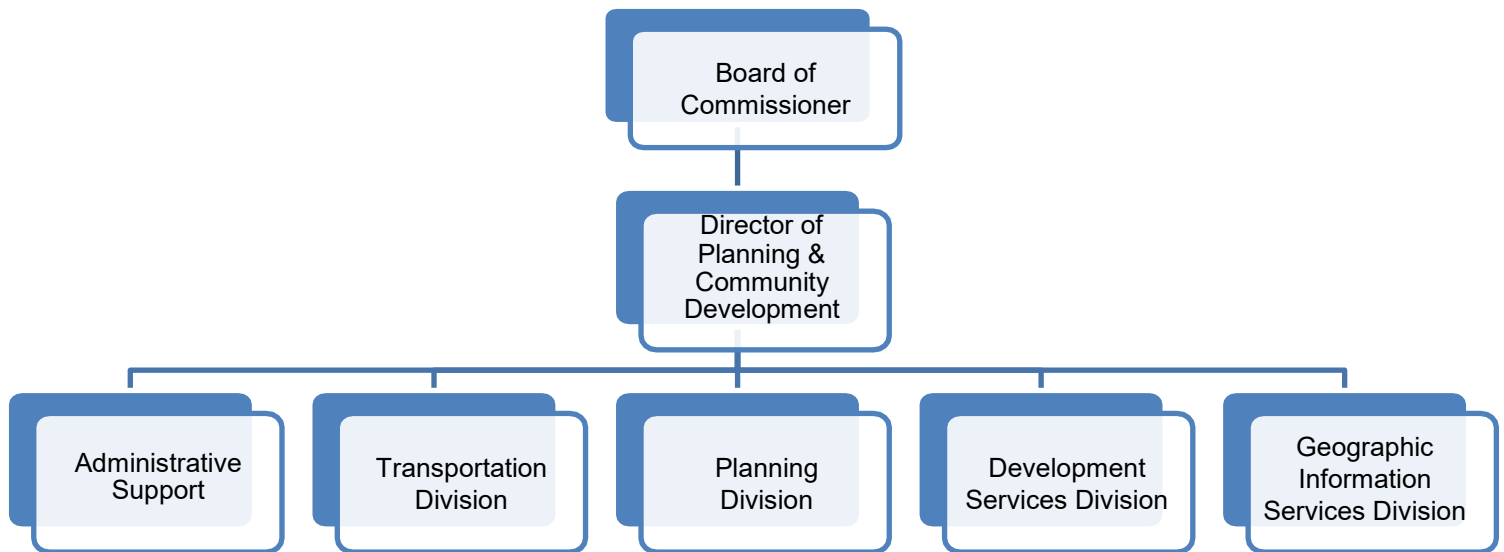 Board of
Commissioner
Director of
Planning &
Community
Development
Administrative
Support
Transportation
Division
Planning
Division
Development
Services Division
Geographic
Information
Services Division